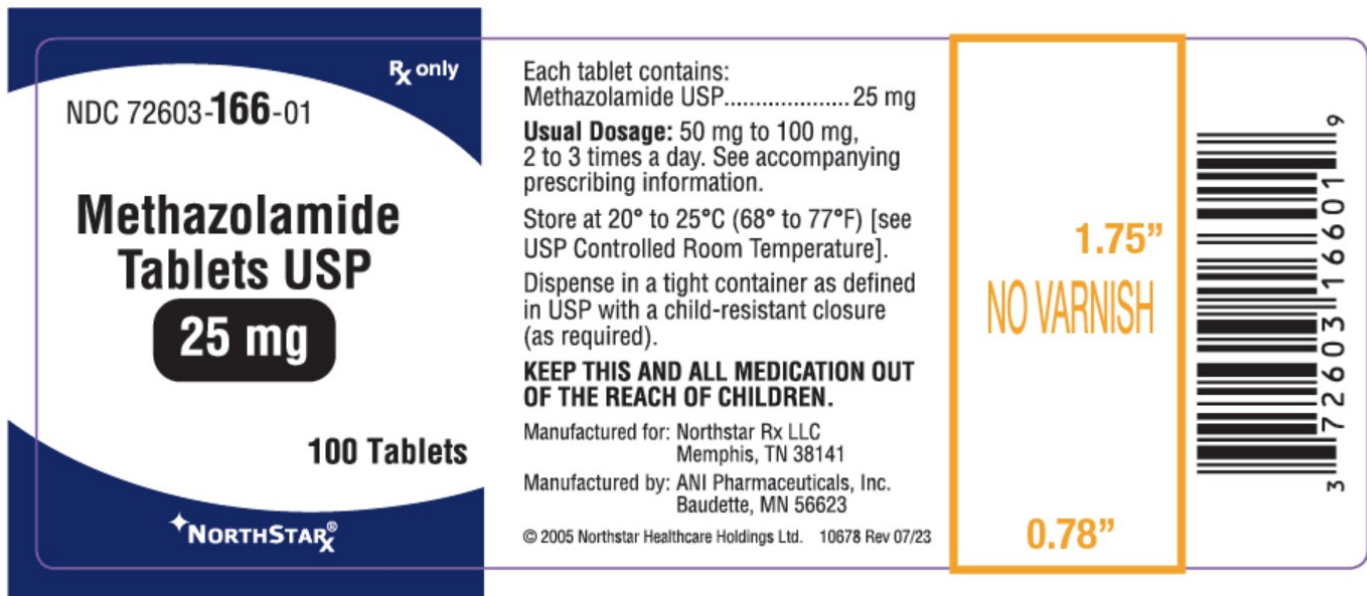 Rx only
NDC 72603-166-01
Methazolamide
Tablets USP
25 mg
100 Tablets
NORTHSTARx®
Each tablet contains:
Methazolamide USP.................... 25 mg
Usual Dosage: 50 mg to 100 mg,
2 to 3 times a day. See accompanying
prescribing information.
Store at 20° to 25°C (68° to 77°F) [see
USP Controlled Room Temperature].
Dispense in a tight container as defined
in USP with a child-resistant closure
(as required).
KEEP THIS AND ALL MEDICATION OUT
OF THE REACH OF CHILDREN.
Manufactured for: Northstar Rx LLC
Memphis, TN 38141
Manufactured by: ANI Pharmaceuticals, Inc.
Baudette, MN 56623
© 2005 Northstar Healthcare Holdings Ltd. 10678 Rev 07/23
1.75”
NO VARNISH
0.78”
3 72603 16601 9